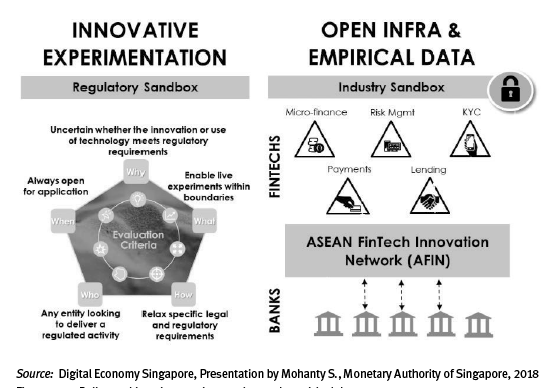 INNOVATIVE
EXPERIMENTATION
Regulatory Sandbox
Uncertain whether the innovation or use
of technology meets regulatory
requirements
Why
Always open
for application
Enable live
experiments within
boundaries
When
What
Evaluation
Criteria
Who
How
Any entity looking
to deliver a
regulated activity
Relax specific legal
and regulatory
requirements
OPEN INFRA &
EMPIRICAL DATA
Industry Sandbox
FINTECHS
Micro-finance
Risk Mgmt
KYC
Payments
Lending
ASEAN FinTech Innovation
Network (AFIN)
BANKS
Source: Digital Economy Singapore, Presentation by Mohanty S., Monetary Authority of Singapore, 2018